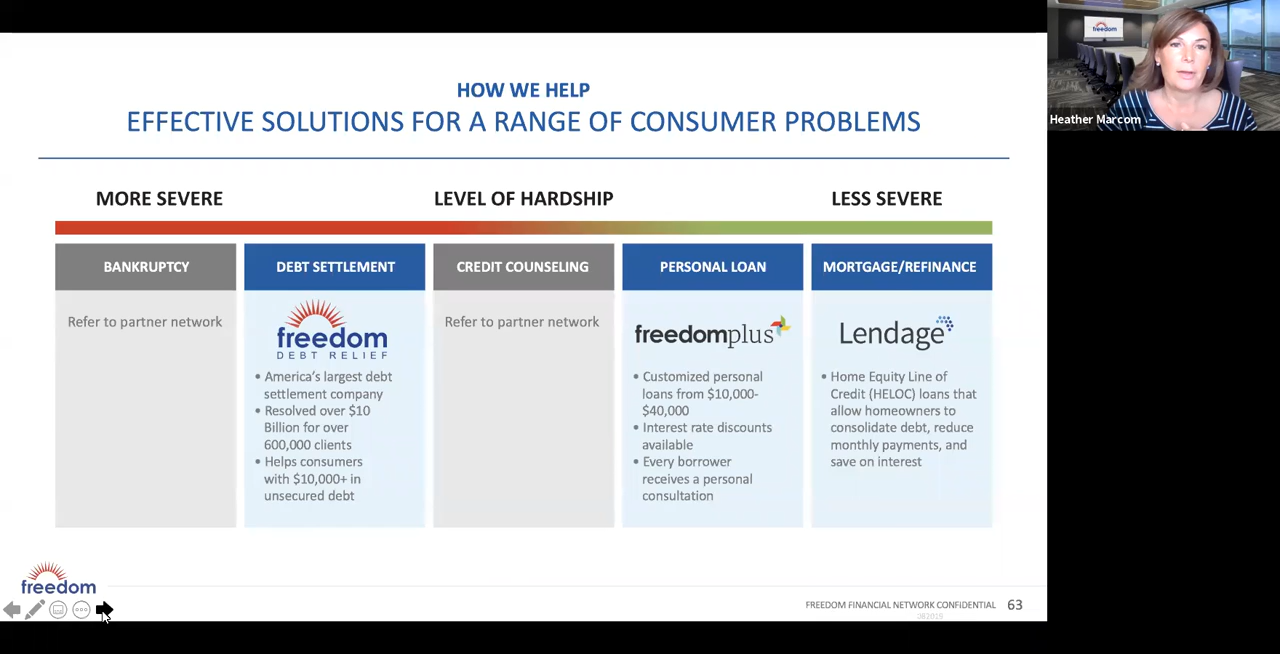 HOW WE HELP
EFFECTIVE SOLUTIONS FOR A RANGE OF CONSUMER PROBLEMS
MORE SEVERE
LEVEL OF HARDSHIP
LESS SEVERE
BANKRUPTCY
Refer to partner network
DEBT SETTLEMENT
freedom
DEBT RELIEF
• America's largest debt
settlement company
• Resolved over $10
Billion for over
600,000 clients
• Helps consumers
with $10,000+ in
unsecured debt
CREDIT COUNSELING
Refer to partner network
PERSONAL LOAN
freedomplus
• Customized personal
loans from $10,000-
$40,000
• Interest rate discounts
available
• Every borrower
receives a personal
consultation
MORTGAGE/REFINANCE
Lendage
• Home Equity Line of
Credit (HELOC) loans that
allow homeowners to
consolidate debt, reduce
monthly payments, and
save on interest
freedom
FREEDOM FINANCIAL NETWORK CONFIDENTIAL 63
freedom
Heather Marcom